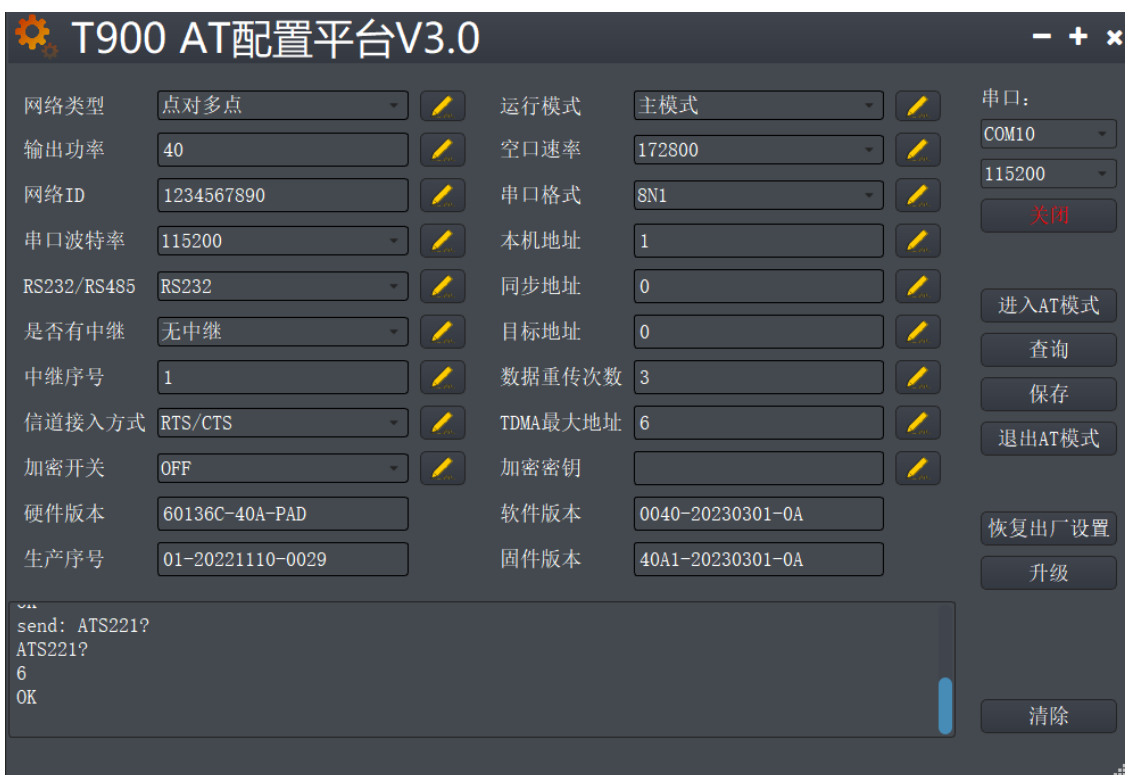 T900 AT配置平台V3.0
网络类型 点对多点 运行模式 主模式 串口：
输出功率 40 空口速率 172800 COM10
网络ID 1234567890 串口格式 8N1 115200
关闭
串口波特率 115200 本机地址 1
RS232/RS485 RS232 同步地址 0 进入AT模式
是否有中继 无中继 目标地址 0 查询
中继序号 1 数据重传次数 3 保存
信道接入方式 RTS/CTS TDMA最大地址 6 退出AT模式
加密开关 OFF 加密密钥
硬件版本 60136C-40A-PAD 软件版本 0040-20230301-0A 恢复出厂设置
生产序号 01-20221110-0029 固件版本 40A1-20230301-0A 升级
send: ATS221?
ATS221?
6
OK
清除